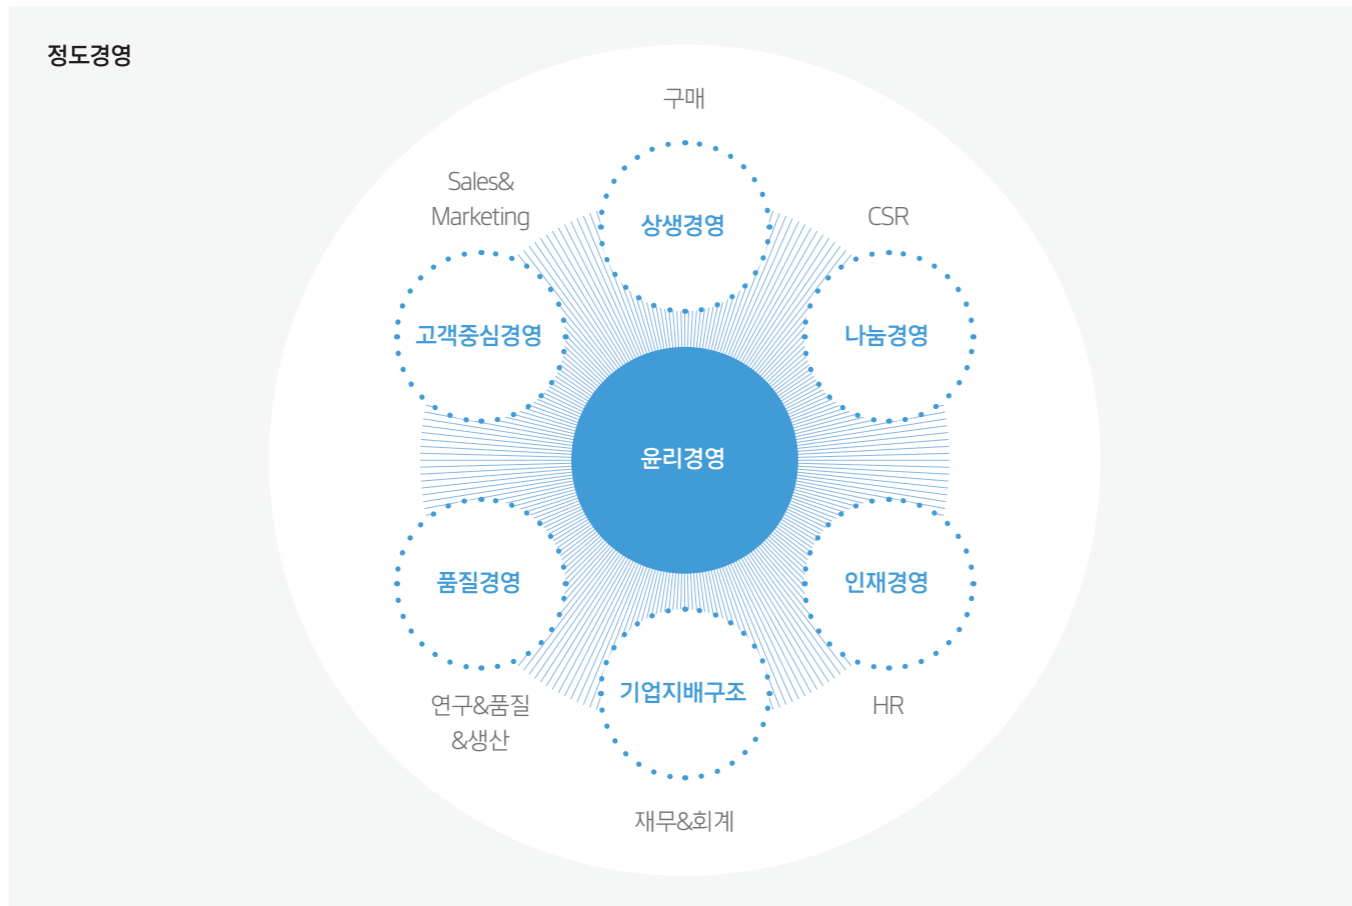 정도경영
구매
Sales&
Marketing
CSR
상생경영
고객중심경영
나눔경영
윤리경영
품질경영
인재경영
기업지배구조
연구&품질
&생산
HR
재무&회계